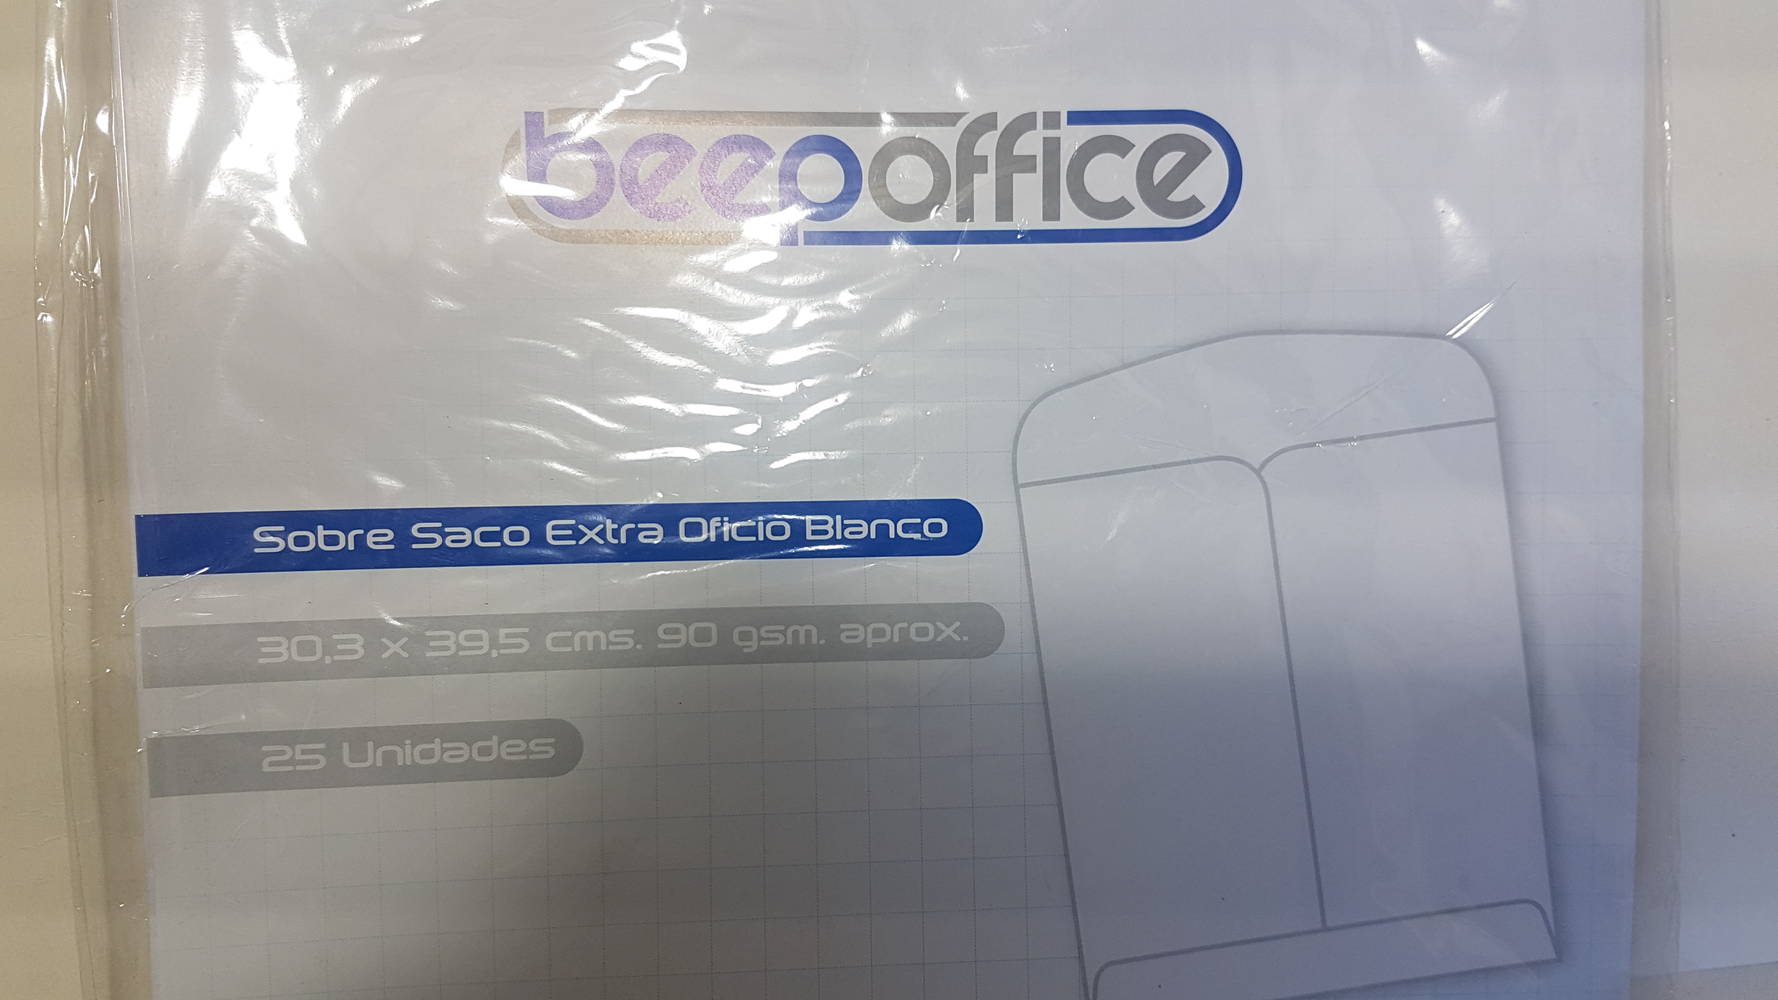 beepoffice
Sobre Saco Extra Oficio Blanco
30,3 x 39,5 cms. 90 gsm. aprox.
25 Unidades